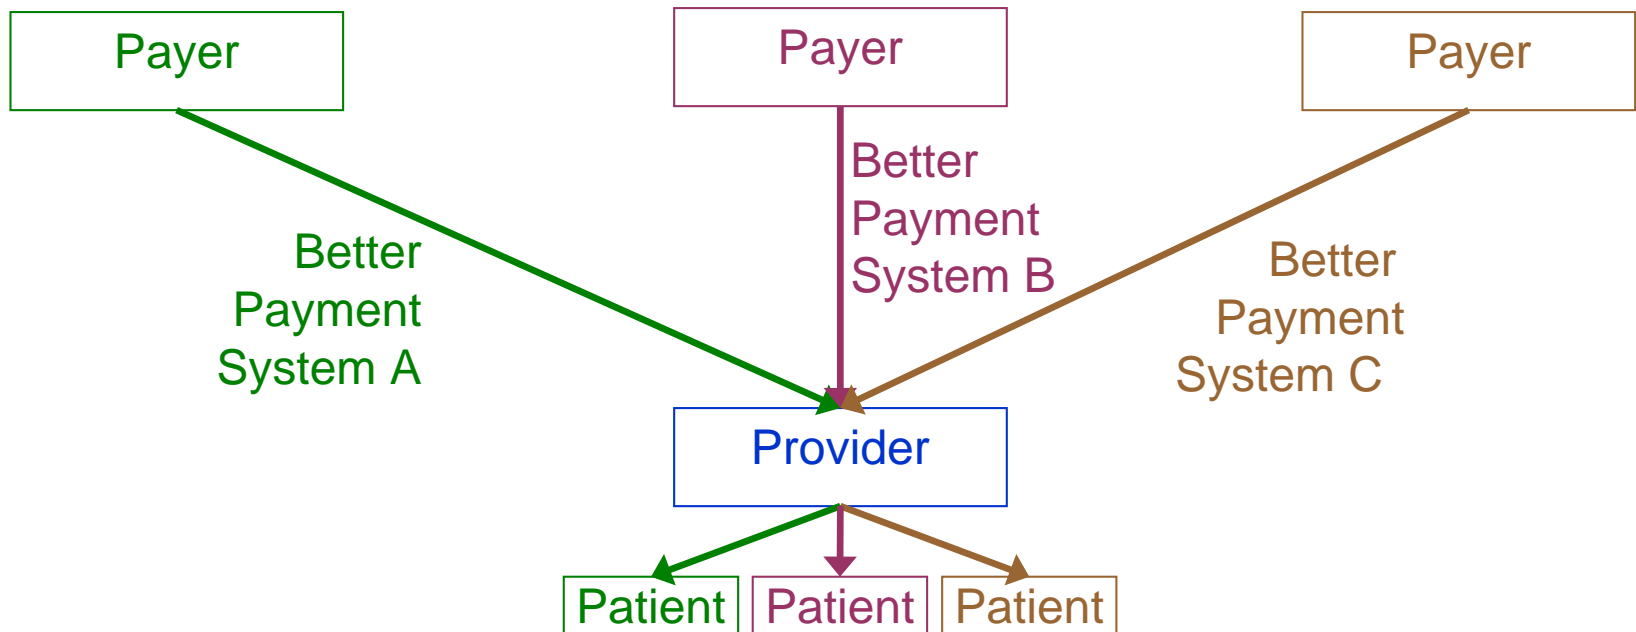 Payer
Payer
Payer
Better
Payment
System A
Better
Payment
System B
Better
Payment
System C
Provider
Patient
Patient
Patient